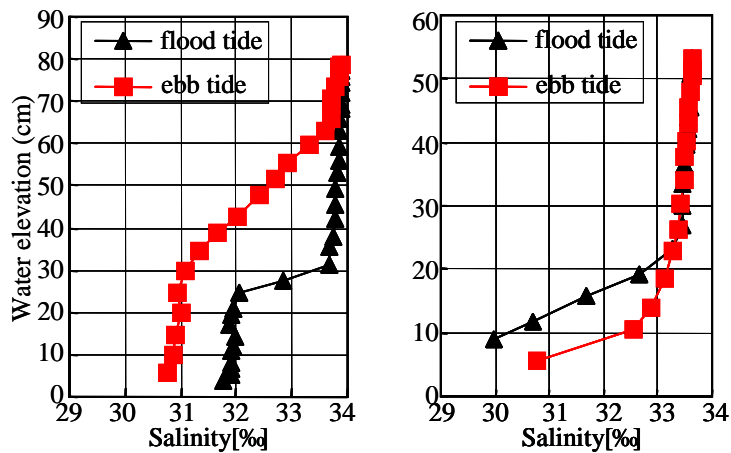 90
80
70
60
50
40
30
20
10
0
Water elevation (cm)
flood tide
ebb tide
29 30 31 32 33 34
Salinity[‰]
60
50
40
30
20
10
0
flood tide
ebb tide
29 30 31 32 33 34
Salinity[‰]